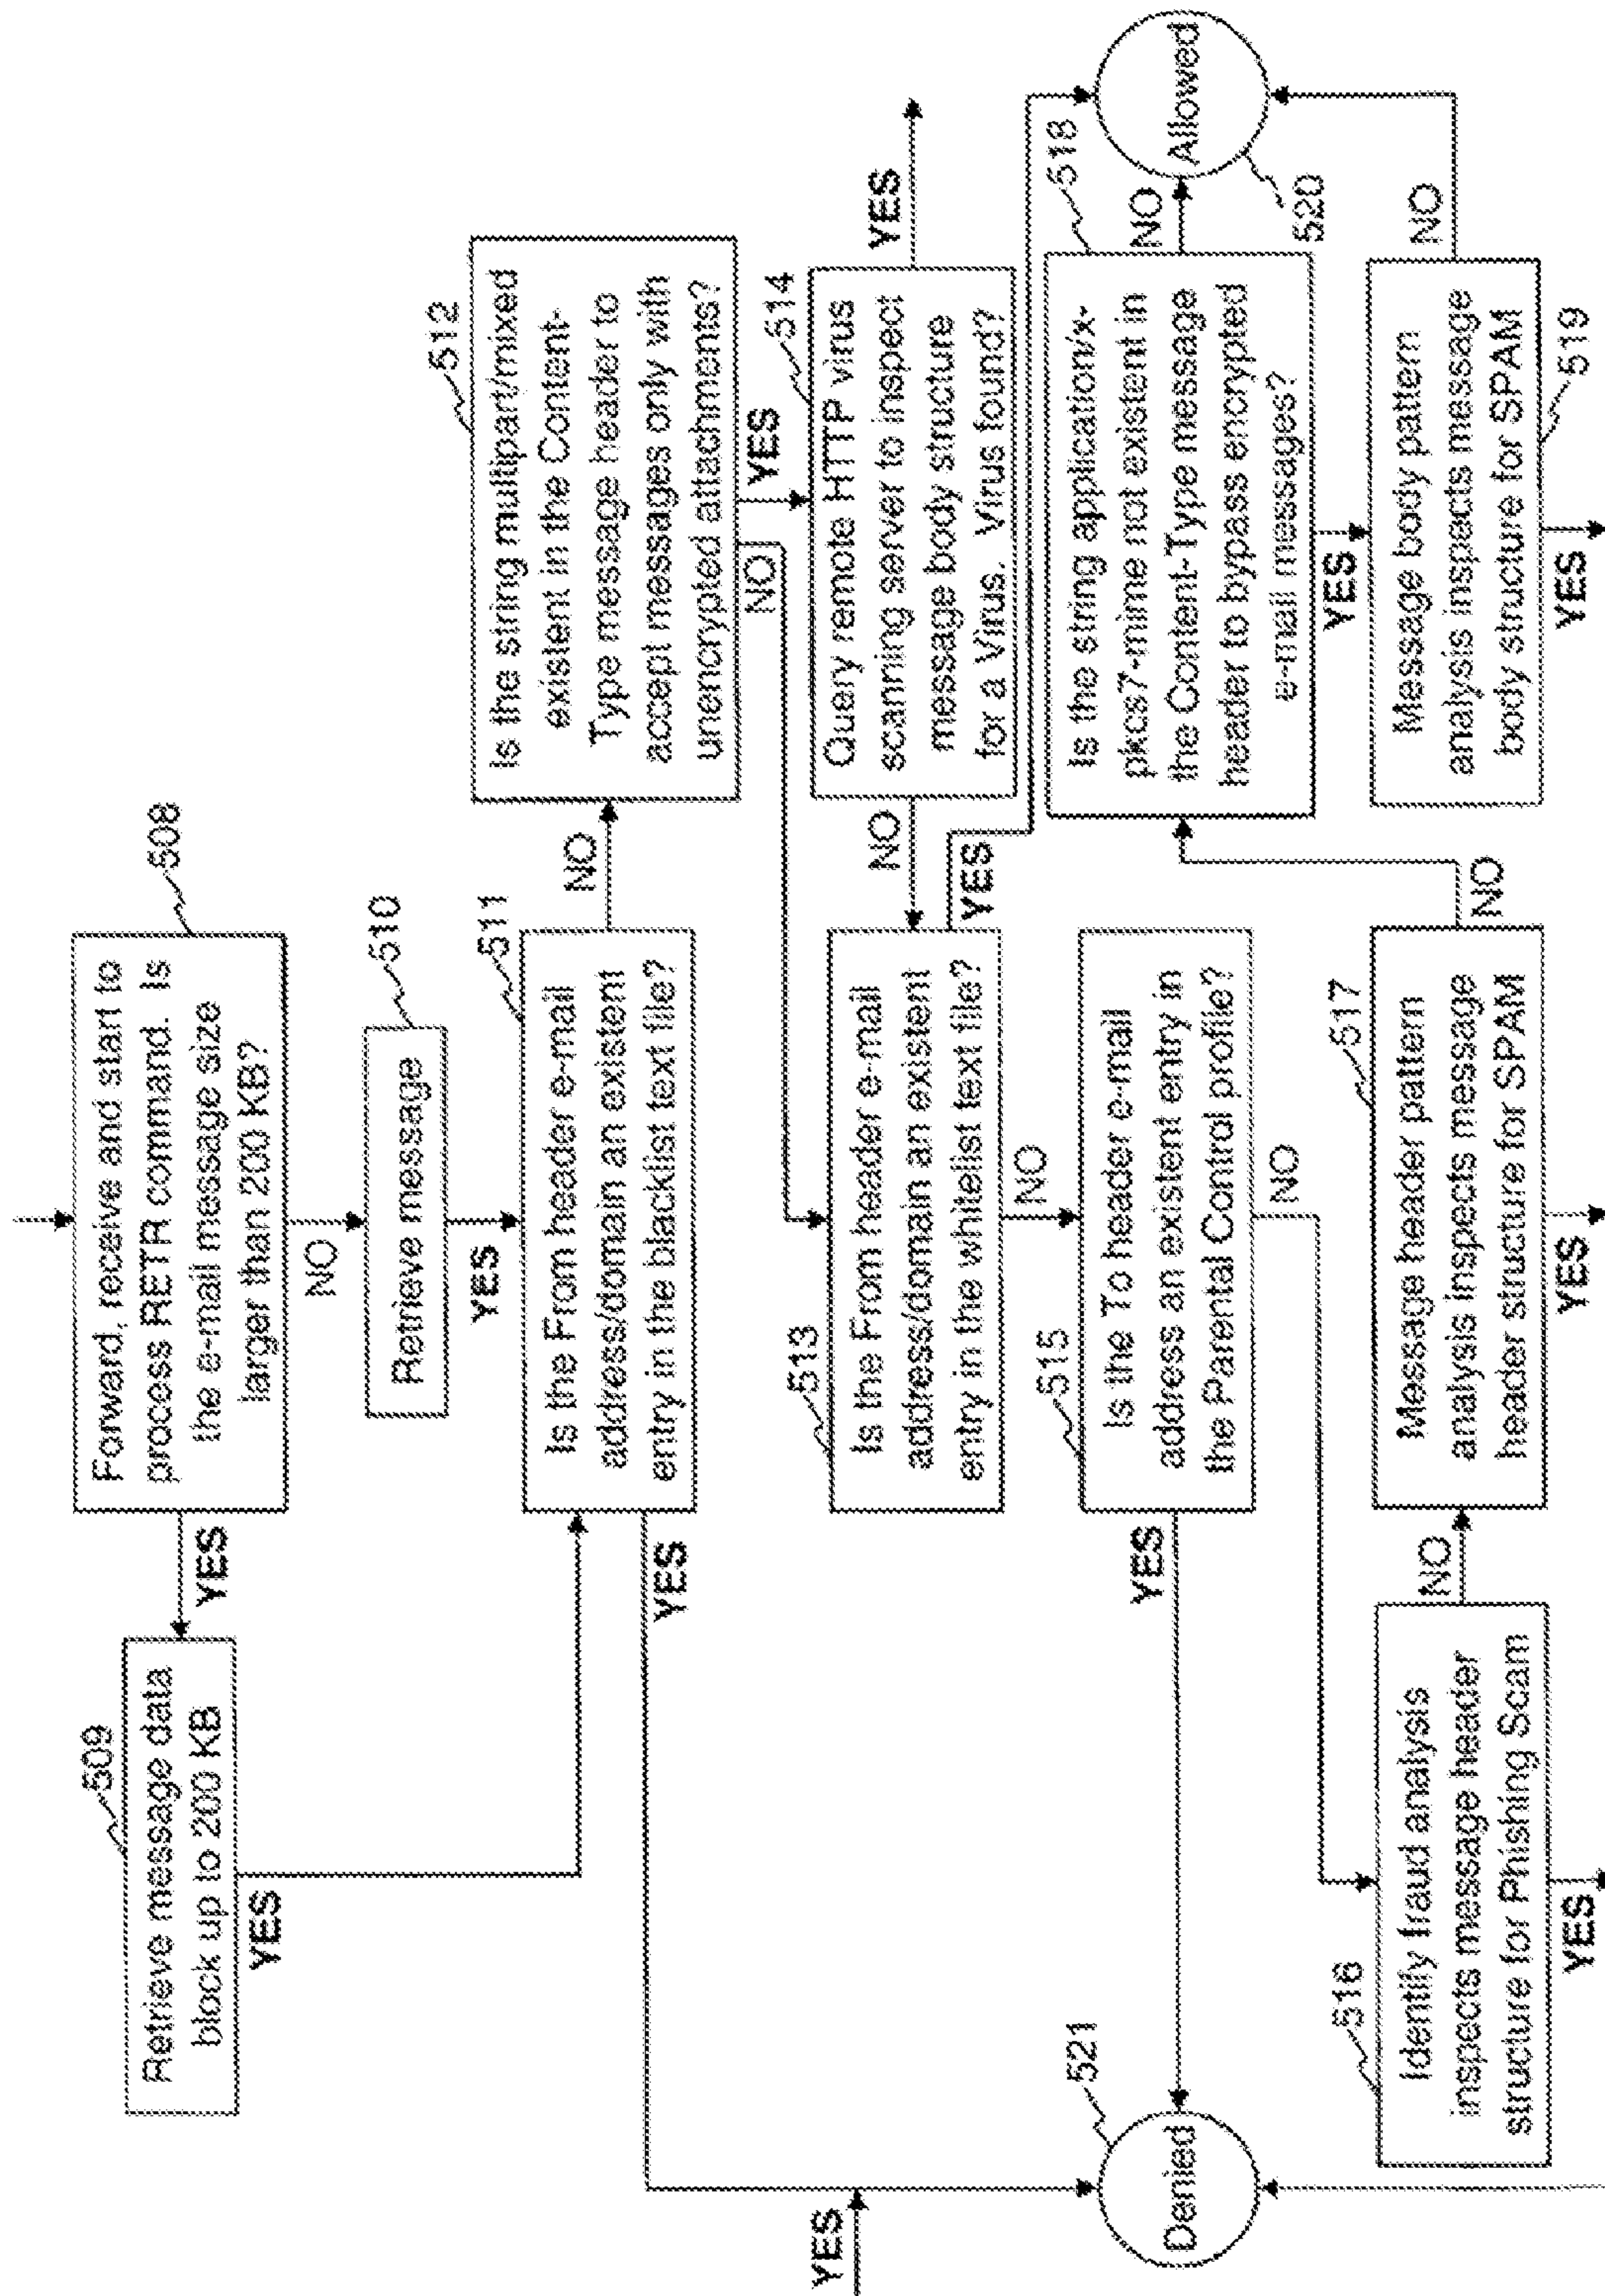 508
Forward, receive and start to
process RETR command. Is
the e-mail message size
larger than 200 KB?
YES
NO
509
Retrieve message data
block up to 200 KB
YES
510
Retrieve message
YES
511
Is the From header e-mail
address/domain an existent
entry in the blacklist text file?
YES
NO
512
Is the string multipart/mixed
existent in the Content-
Type message header to
accept messages only with
unencrypted attachments?
NO
YES
513
Is the From header e-mail
address/domain an existent
entry in the whitelist text file?
NO
YES
514
Query remote HTTP virus
scanning server to inspect
message body structure
for a Virus. Virus found?
NO
YES
YES
515
Is the To header e-mail
address an existent entry in
the Parental Control profile?
YES
NO
521
Denied
516
Identify fraud analysis
inspects message header
structure for Phishing Scam
NO
YES
517
Message header pattern
analysis inspects message
header structure for SPAM
NO
YES
518
Is the string application/x-
pkcs7-mime not existent in
the Content-Type message
header to bypass encrypted
e-mail messages?
NO
YES
Allowed
520
Message body pattern
analysis inspects message
body structure for SPAM
519
NO
YES